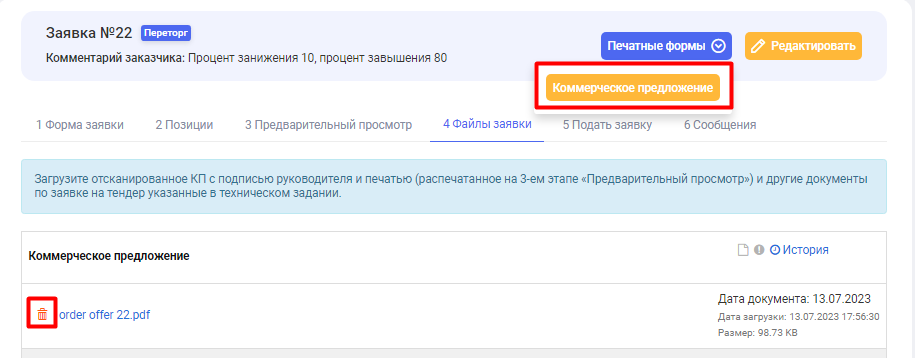 Заявка №22 Переторг
Комментарий заказчика: Процент занижения 10, процент завышения 80
Печатные формы
Редактировать
Коммерческое предложение
1 Форма заявки 2 Позиции 3 Предварительный просмотр 4 Файлы заявки 5 Подать заявку 6 Сообщения
Загрузите отсканированное КП с подписью руководителя и печатью (распечатанное на 3-ем этапе «Предварительный просмотр») и другие документы
по заявке на тендер указанные в техническом задании.
Коммерческое предложение
История
order offer 22.pdf
Дата документа: 13.07.2023
Дата загрузки: 13.07.2023 17:56:30
Размер: 98.73 KB